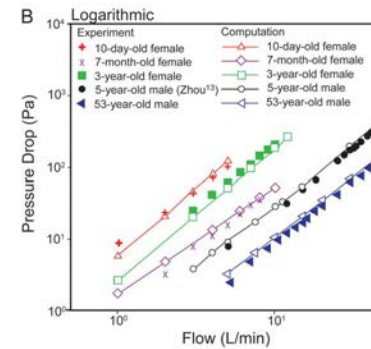 B Logarithmic
Experiment
10-day-old female
7-month-old female
3-year-old female
5-year-old male (Zhou¹³)
53-year-old male
Computation
10-day-old female
7-month-old female
3-year-old female
5-year-old male
53-year-old male
Pressure Drop (Pa)
10⁴
10³
10²
10¹
10⁰
10⁰
10¹
Flow (L/min)